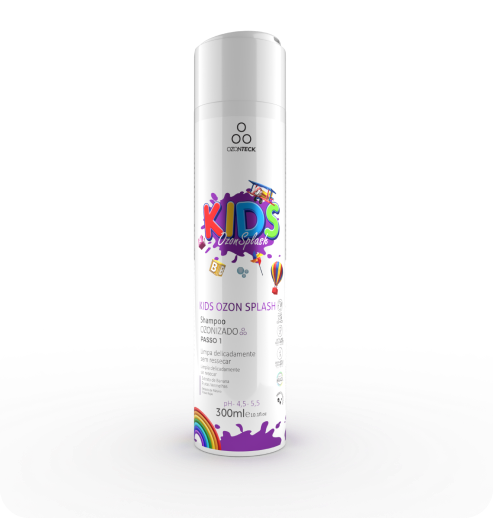 OZONTECK
KIDS
OzonSplash
KIDS OZON SPLASH
Shampoo
OZONIZADO
PASSO 1
Limpa delicadamente
sem ressecar
pH 4,5-5,5
300ml